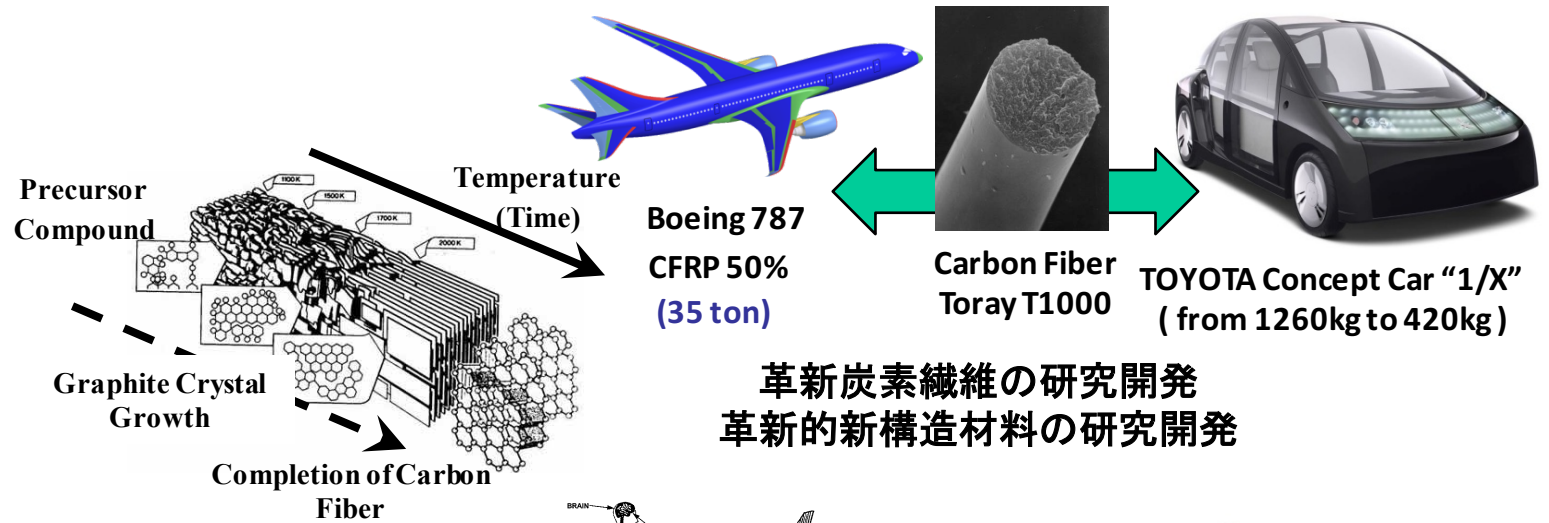 Precursor
Compound
1100K
1500K
1700K
2000K
Temperature
(Time)
Graphite Crystal
Growth
Completion of Carbon
Fiber
Boeing 787
CFRP 50%
(35 ton)
Carbon Fiber
Toray T1000
TOYOTA Concept Car “1/X”
( from 1260kg to 420kg )
革新炭素繊維の研究開発
革新的新構造材料の研究開発
BRAIN